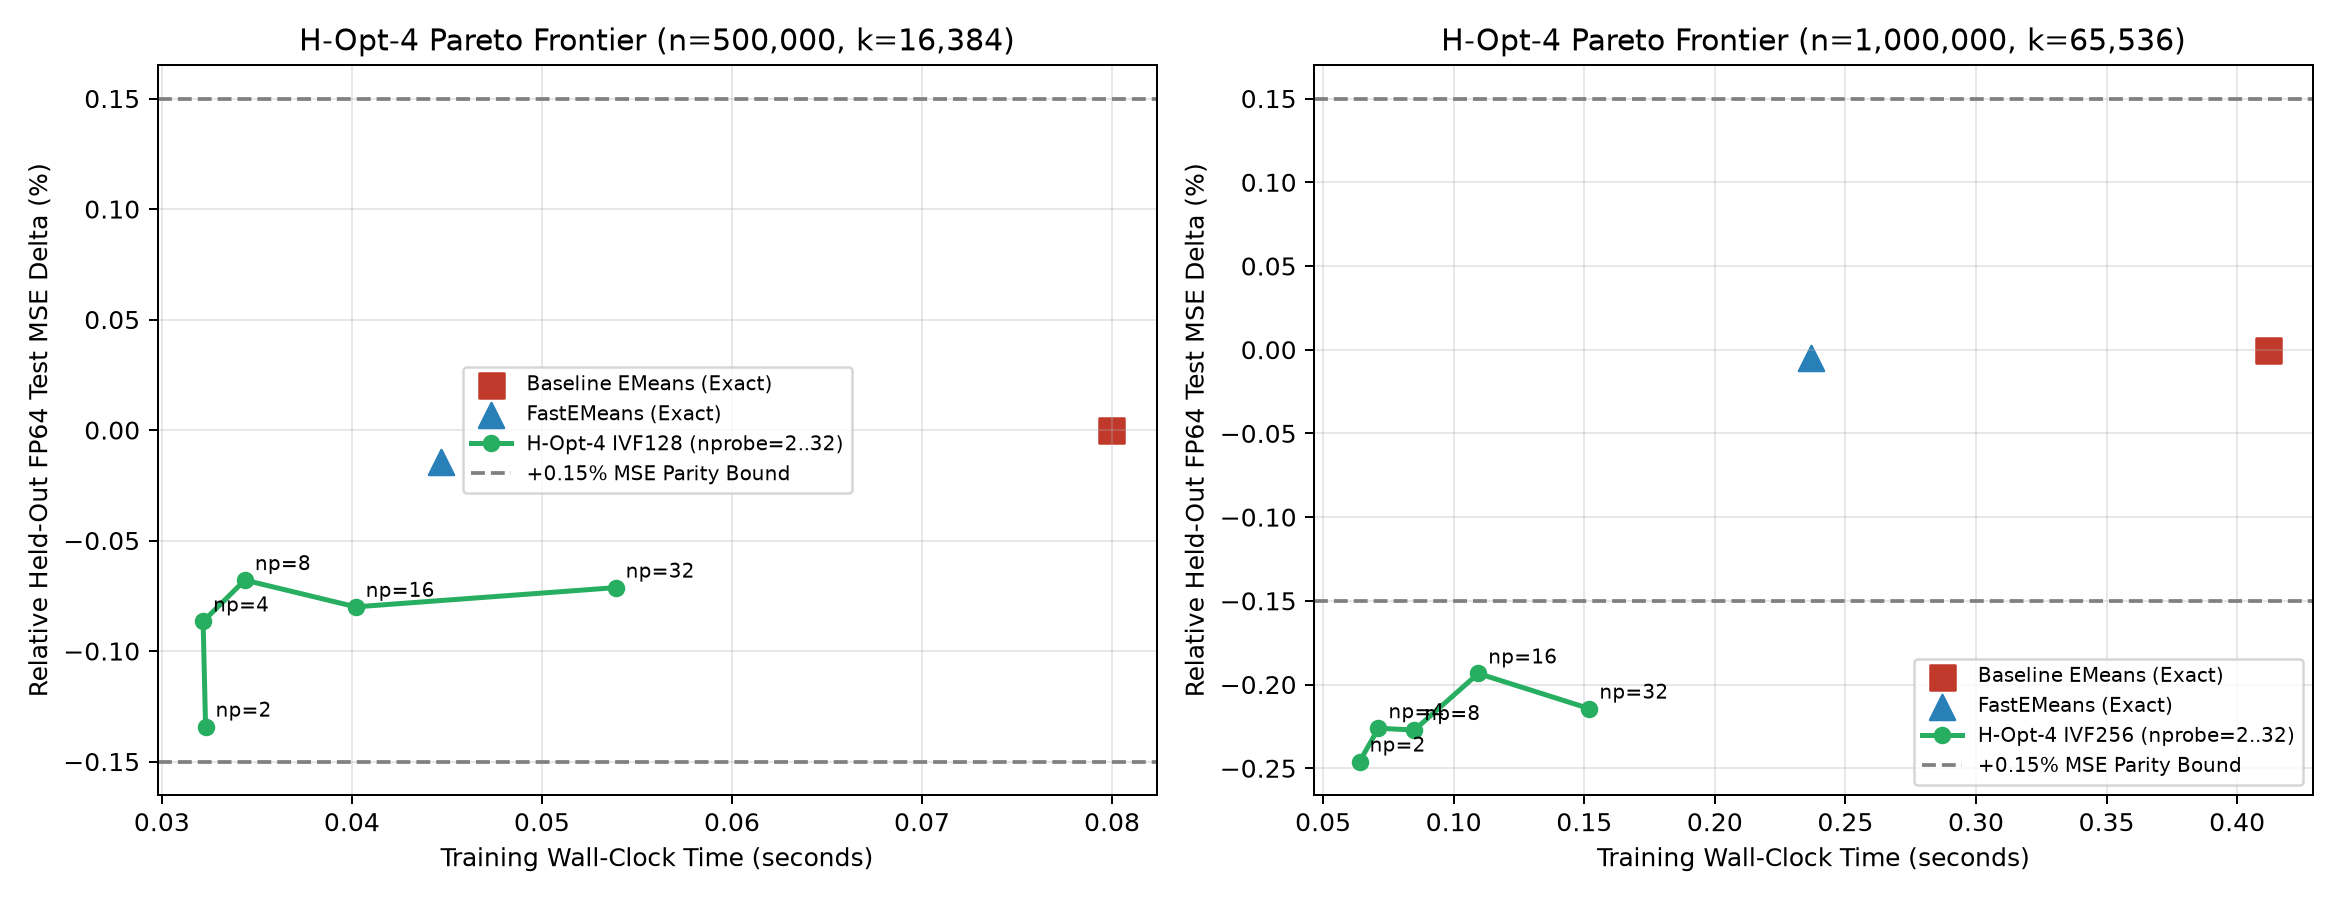 H-Opt-4 Pareto Frontier (n=500,000, k=16,384)
Relative Held-Out FP64 Test MSE Delta (%)
0.15
0.10
0.05
0.00
−0.05
−0.10
−0.15
Baseline EMeans (Exact)
FastEMeans (Exact)
H-Opt-4 IVF128 (nprobe=2..32)
+0.15% MSE Parity Bound
np=8
np=32
np=16
np=4
np=2
0.03 0.04 0.05 0.06 0.07 0.08
Training Wall-Clock Time (seconds)
H-Opt-4 Pareto Frontier (n=1,000,000, k=65,536)
Relative Held-Out FP64 Test MSE Delta (%)
0.15
0.10
0.05
0.00
−0.05
−0.10
−0.15
−0.20
−0.25
np=16
np=32
np=4
np=8
np=2
Baseline EMeans (Exact)
FastEMeans (Exact)
H-Opt-4 IVF256 (nprobe=2..32)
+0.15% MSE Parity Bound
0.05 0.10 0.15 0.20 0.25 0.30 0.35 0.40
Training Wall-Clock Time (seconds)